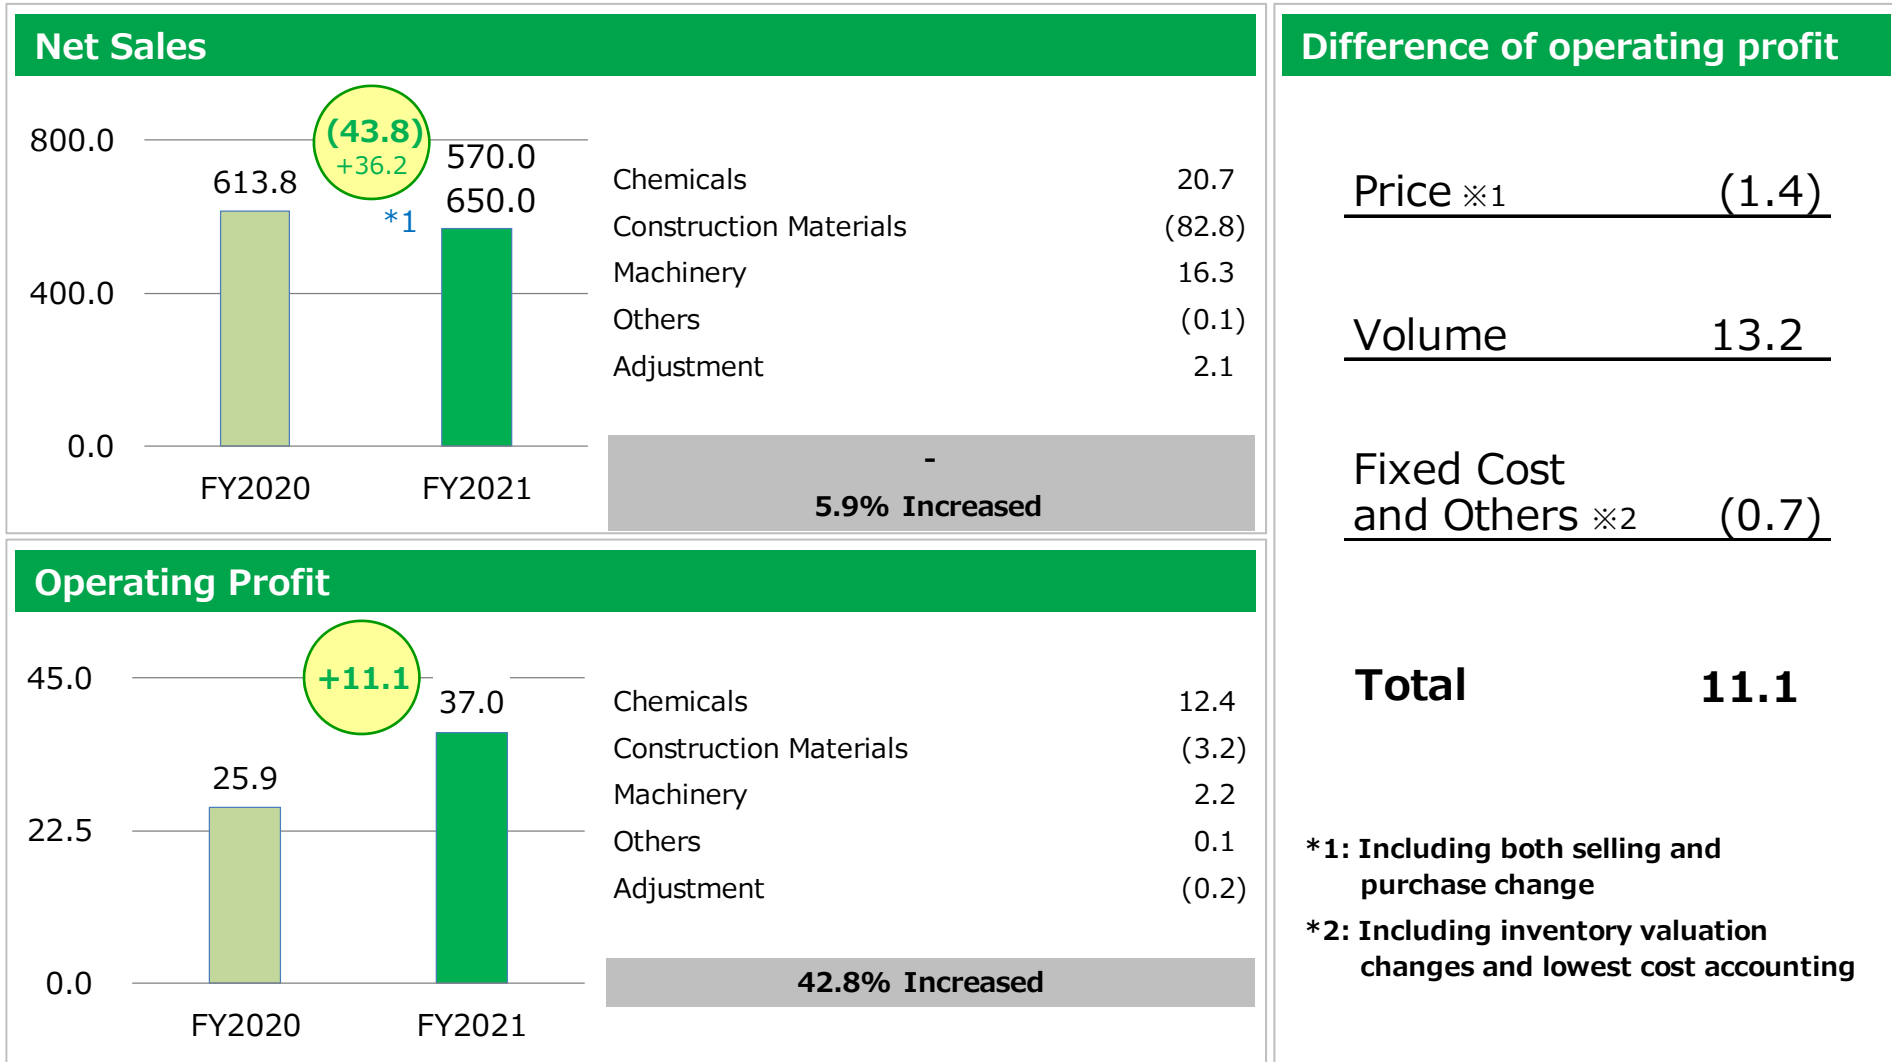 Net Sales
800.0
400.0
0.0
(43.8)
+36.2
613.8
*1
570.0
650.0
FY2020 FY2021
Chemicals 20.7
Construction Materials (82.8)
Machinery 16.3
Others (0.1)
Adjustment 2.1
-
5.9% Increased
Operating Profit
45.0
22.5
0.0
+11.1
25.9
37.0
FY2020 FY2021
Chemicals 12.4
Construction Materials (3.2)
Machinery 2.2
Others 0.1
Adjustment (0.2)
42.8% Increased
Difference of operating profit
Price ※1 (1.4)
Volume 13.2
Fixed Cost
and Others ※2 (0.7)
Total 11.1
*1: Including both selling and
purchase change
*2: Including inventory valuation
changes and lowest cost accounting